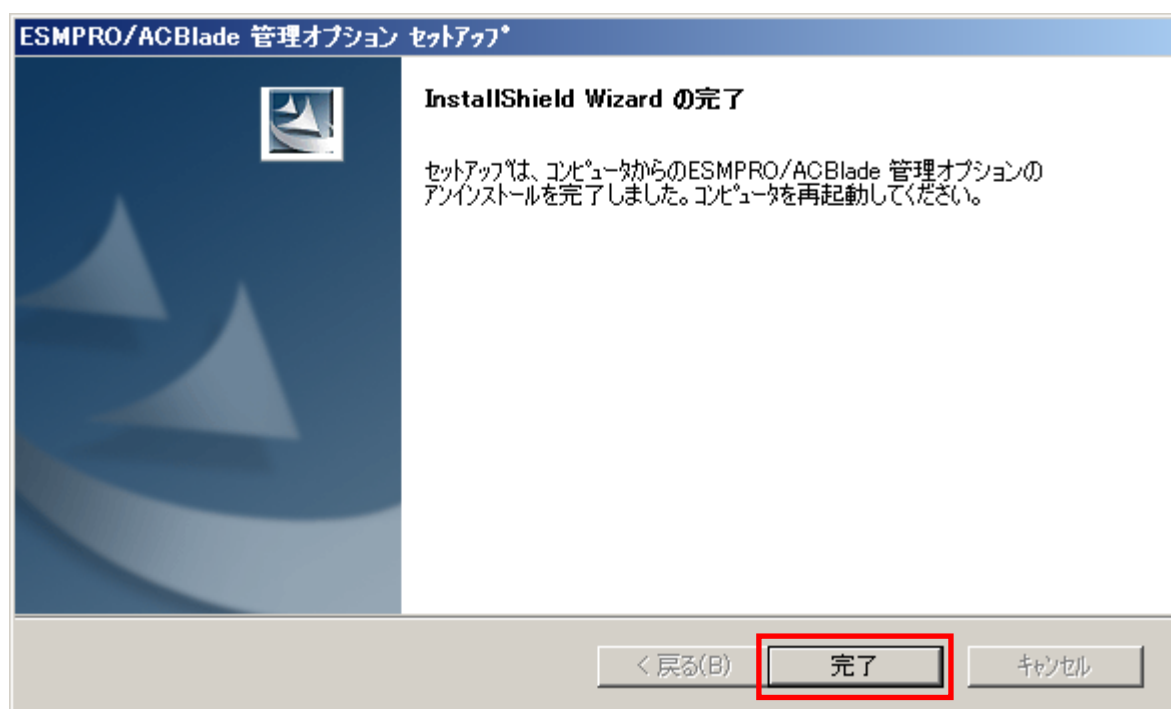 ESMPRO/ACBlade 管理オプション セットアップ
InstallShield Wizard の完了
セットアップは、コンピュータからのESMPRO/ACBlade 管理オプションの
アンインストールを完了しました。コンピュータを再起動してください。
< 戻る(B)
完了
キャンセル